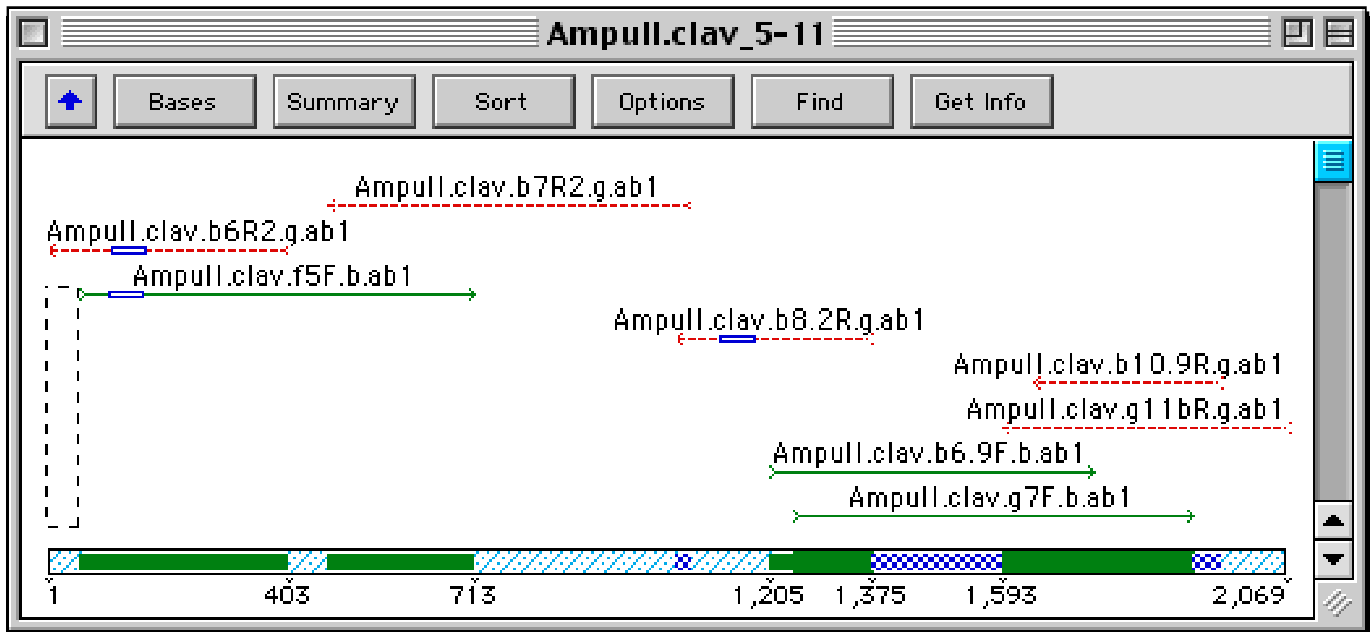 Ampull.clav_5-11
Bases Summary Sort Options Find Get Info
Ampull.clav.b7R2.g.ab1
Ampull.clav.b6R2.g.ab1
Ampull.clav.f5F.b.ab1
Ampull.clav.b8.2R.g.ab1
Ampull.clav.b10.9R.g.ab1
Ampull.clav.g11bR.g.ab1
Ampull.clav.b6.9F.b.ab1
Ampull.clav.g7F.b.ab1
1 403 713 1,205 1,375 1,593 2,069